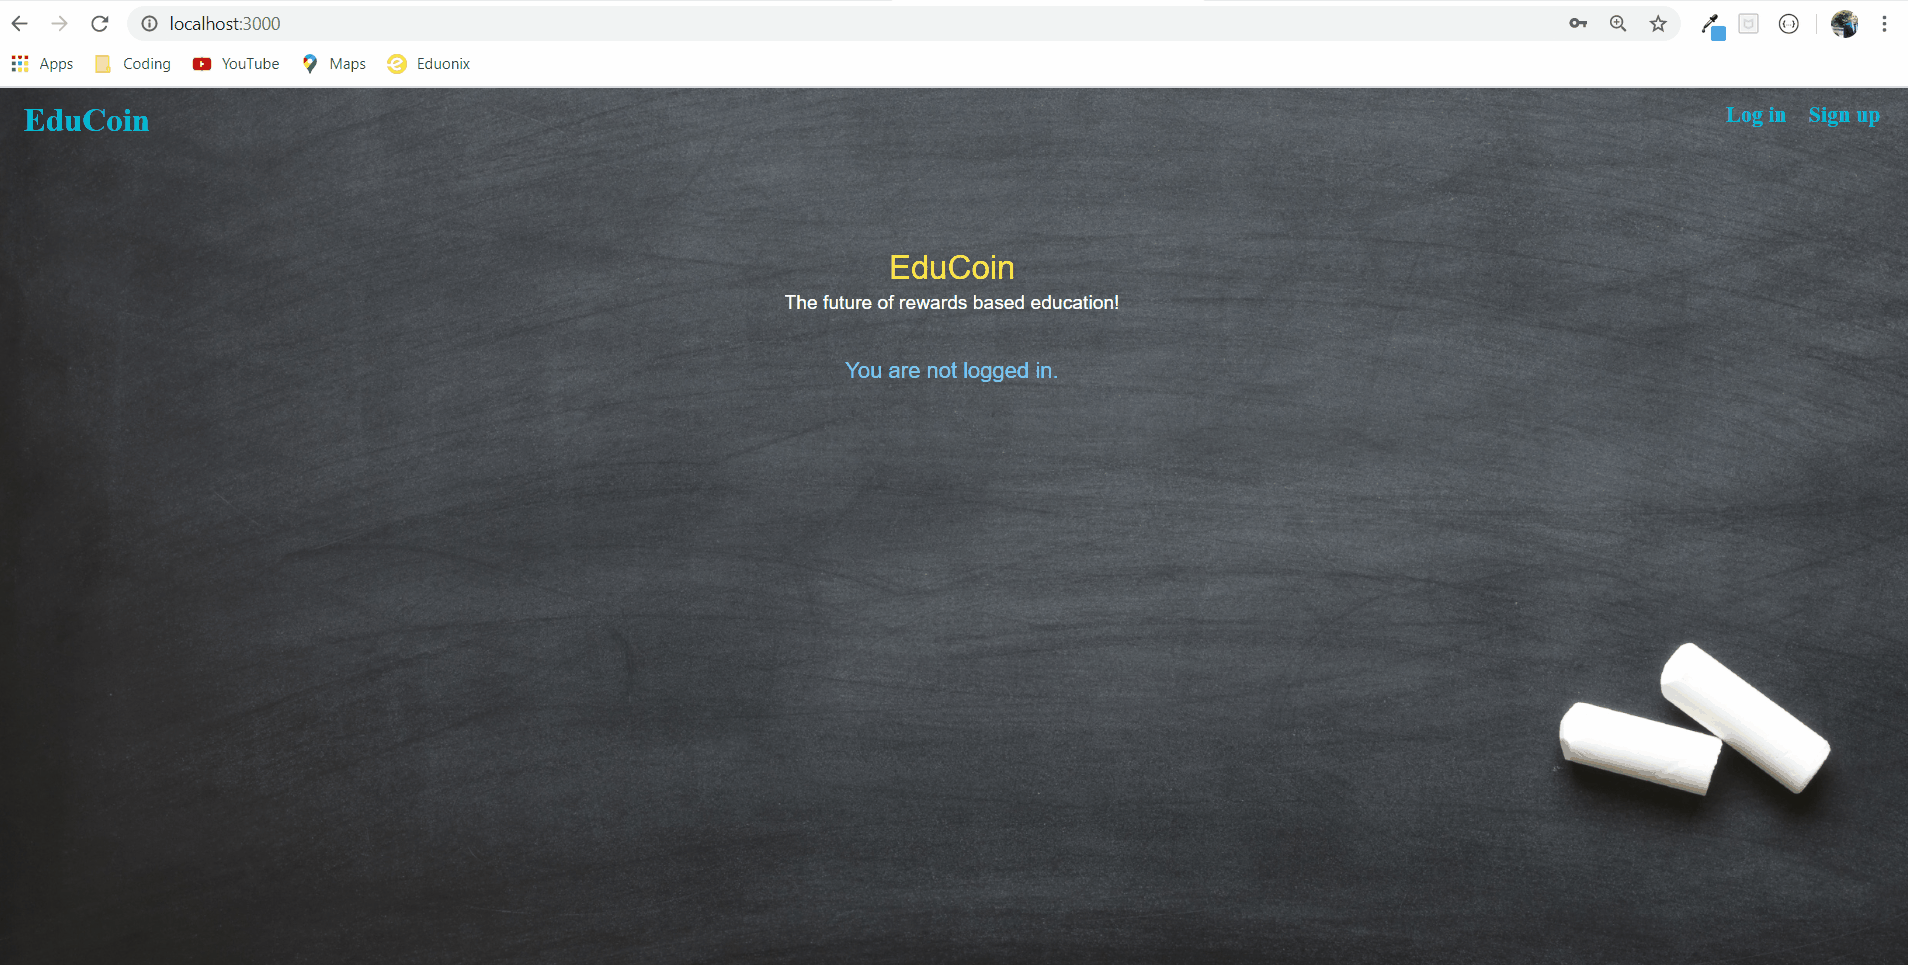 localhost:3000
Apps Coding YouTube Maps Eduonix
EduCoin Log in Sign up
EduCoin
The future of rewards based education!
You are not logged in.